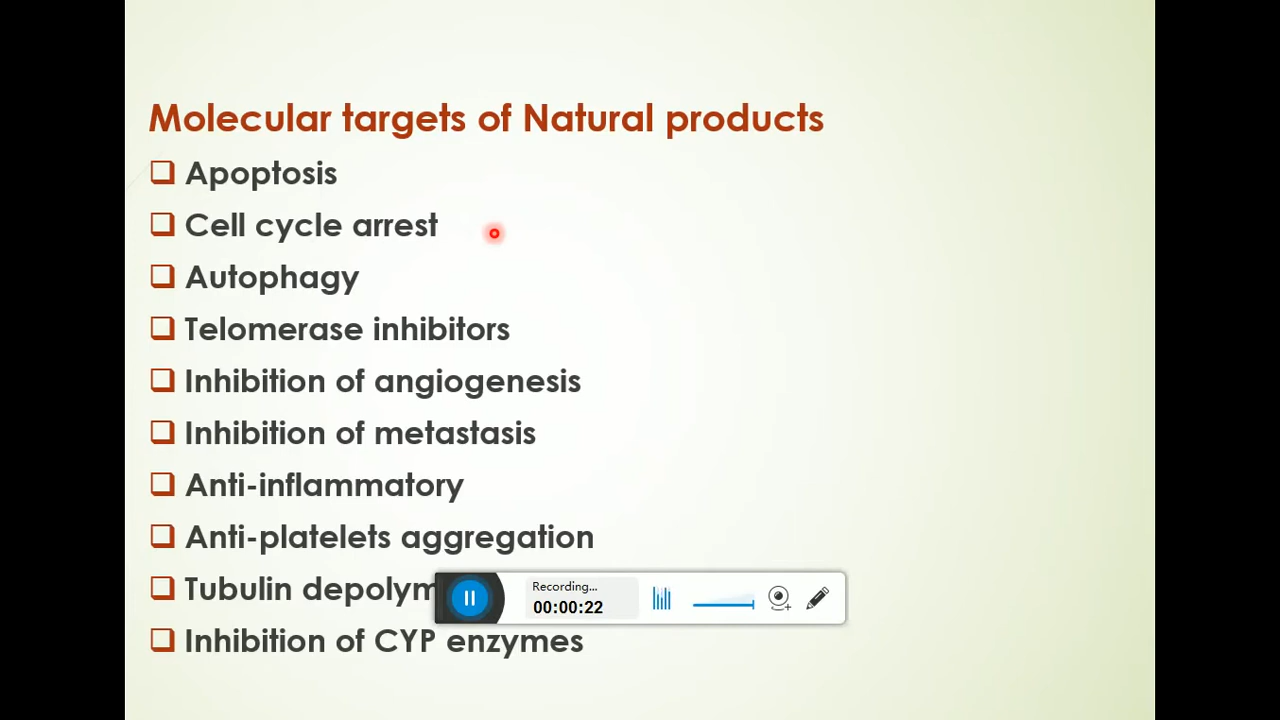 Molecular targets of Natural products
Apoptosis
Cell cycle arrest
Autophagy
Telomerase inhibitors
Inhibition of angiogenesis
Inhibition of metastasis
Anti-inflammatory
Anti-platelets aggregation
Tubulin
Recording...
00:00:22
Inhibition of CYP enzymes